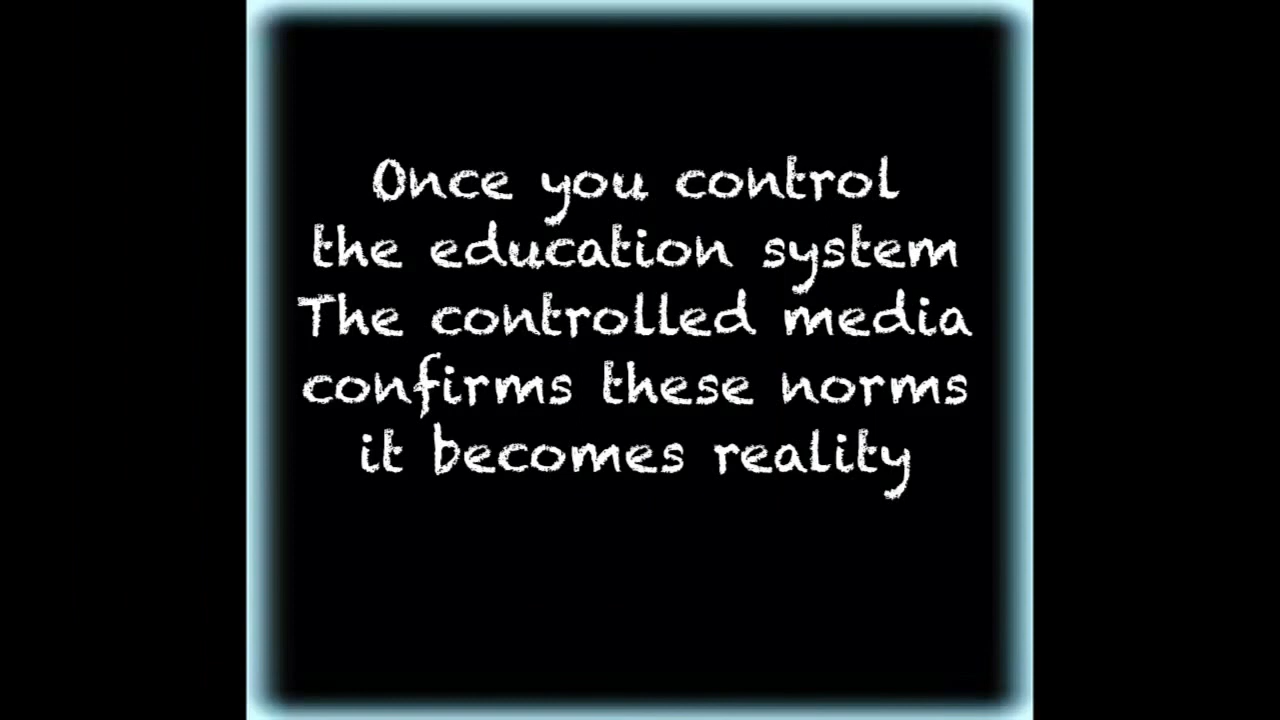 Once you control
the education system
The controlled media
confirms these norms
it becomes reality